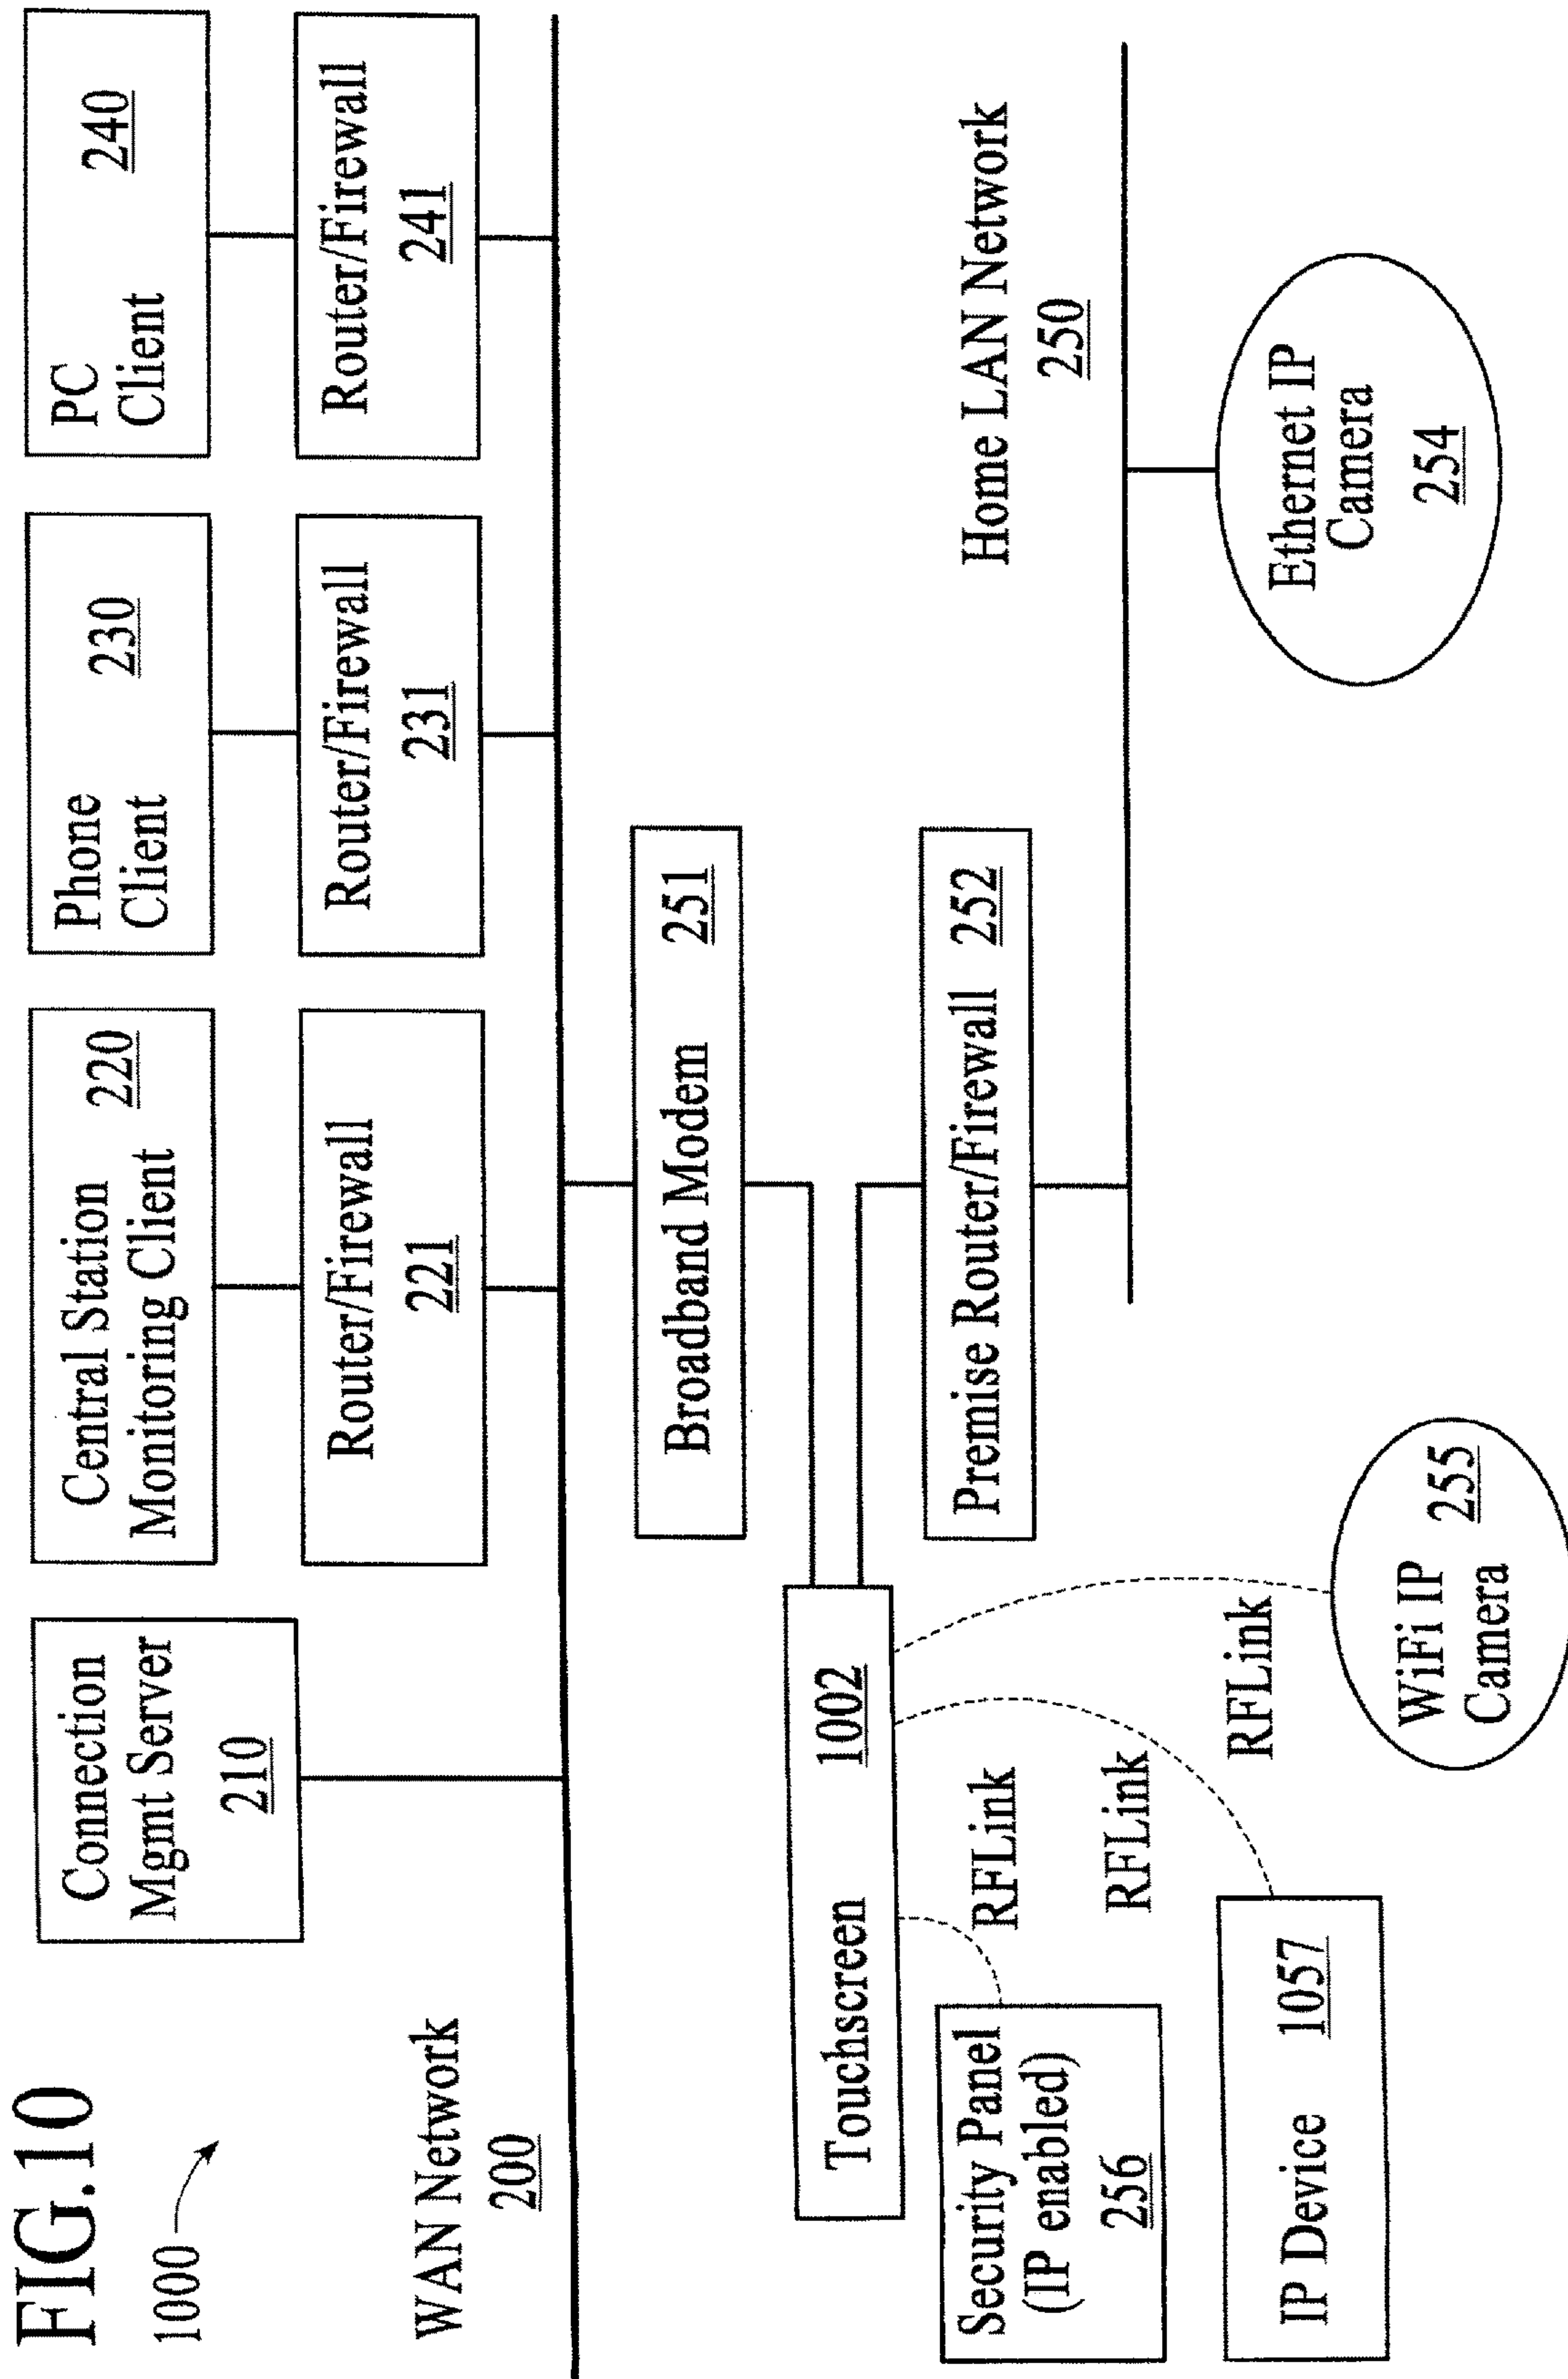 FIG.10
1000
Connection
Mgmt Server
210
Central Station
Monitoring Client
220
Phone
Client
230
PC
Client
240
Router/Firewall
221
Router/Firewall
231
Router/Firewall
241
WAN Network
200
Broadband Modem 251
Touchscreen 1002
Premise Router/Firewall 252
Home LAN Network
250
Security Panel
(IP enabled)
256
RFLink
RFLink
RFLink
IP Device 1057
WiFi IP
Camera
255
Ethernet IP
Camera
254